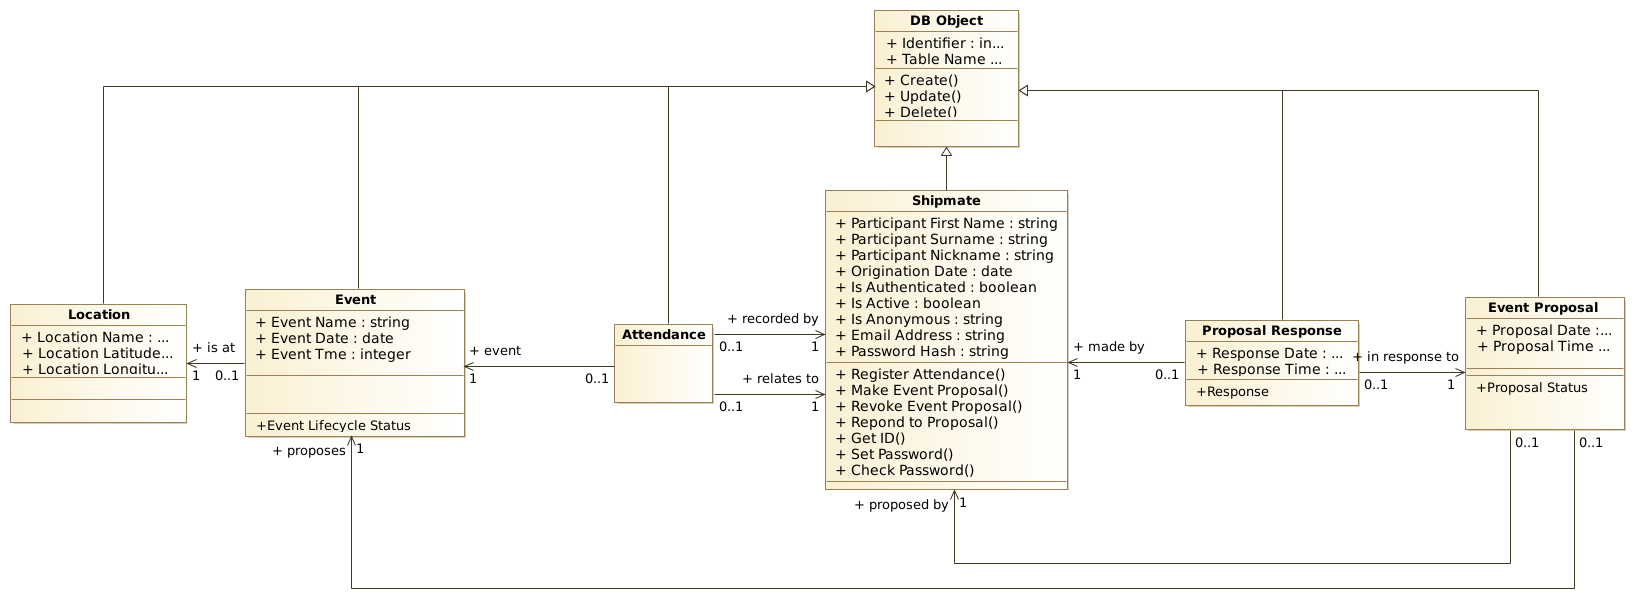 DB Object
+ Identifier : in...
+ Table Name ...
+ Create()
+ Update()
+ Delete()
Shipmate
+ Participant First Name : string
+ Participant Surname : string
+ Participant Nickname : string
+ Origination Date : date
+ Is Authenticated : boolean
+ Is Active : boolean
+ Is Anonymous : string
+ Email Address : string
+ Password Hash : string
+ Register Attendance()
+ Make Event Proposal()
+ Revoke Event Proposal()
+ Repond to Proposal()
+ Get ID()
+ Set Password()
+ Check Password()
Location
+ Location Name : ...
+ Location Latitude...
+ Location Longitu...
+ is at
1 0..1
Event
+ Event Name : string
+ Event Date : date
+ Event Tme : integer
+Event Lifecycle Status
+ proposes 1
+ event
1 0..1
Attendance
+ recorded by
0..1 1
+ relates to
0..1 1
+ made by
1 0..1
Proposal Response
+ Response Date : ...
+ Response Time : ...
+Response
+ in response to
0..1 1
Event Proposal
+ Proposal Date :...
+ Proposal Time ...
+Proposal Status
0..1 0..1
+ proposed by 1